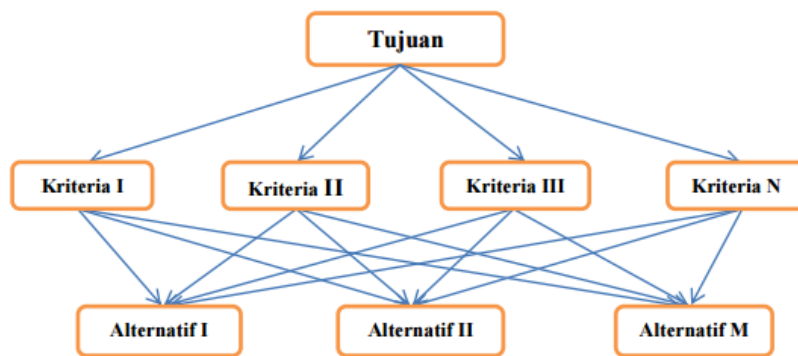 Tujuan
Kriteria I
Kriteria II
Kriteria III
Kriteria N
Alternatif I
Alternatif II
Alternatif M